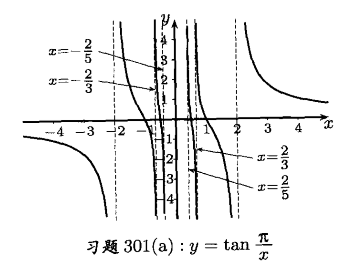 y
4
x=-2/5
3
x=-2/3
2
1
-4 -3 -2 -1 1 2 3 4 x
-1
x=2/3
-2
x=2/5
-3
-4
习题 301(a) : y = tan π/x